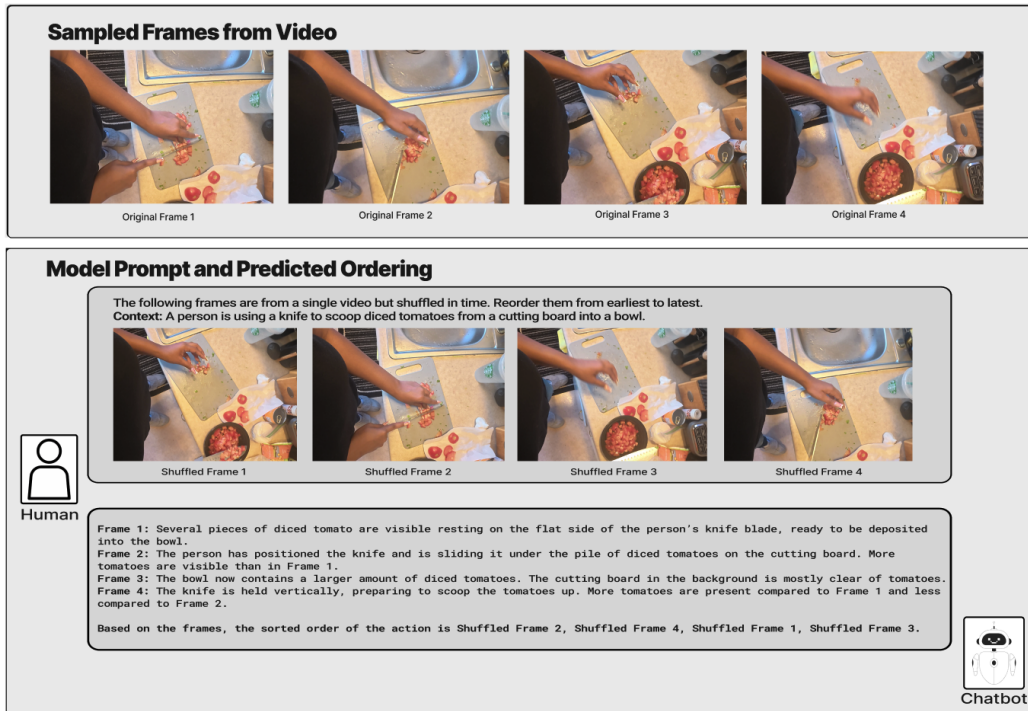 Sampled Frames from Video
Original Frame 1
Original Frame 2
Original Frame 3
Original Frame 4
Model Prompt and Predicted Ordering
The following frames are from a single video but shuffled in time. Reorder them from earliest to latest.
Context: A person is using a knife to scoop diced tomatoes from a cutting board into a bowl.
Shuffled Frame 1
Shuffled Frame 2
Shuffled Frame 3
Shuffled Frame 4
Human
Frame 1: Several pieces of diced tomato are visible resting on the flat side of the person's knife blade, ready to be deposited
into the bowl.
Frame 2: The person has positioned the knife and is sliding it under the pile of diced tomatoes on the cutting board. More
tomatoes are visible than in Frame 1.
Frame 3: The bowl now contains a larger amount of diced tomatoes. The cutting board in the background is mostly clear of tomatoes.
Frame 4: The knife is held vertically, preparing to scoop the tomatoes up. More tomatoes are present compared to Frame 1 and less
compared to Frame 2.
Based on the frames, the sorted order of the action is Shuffled Frame 2, Shuffled Frame 4, Shuffled Frame 1, Shuffled Frame 3.
Chatbot